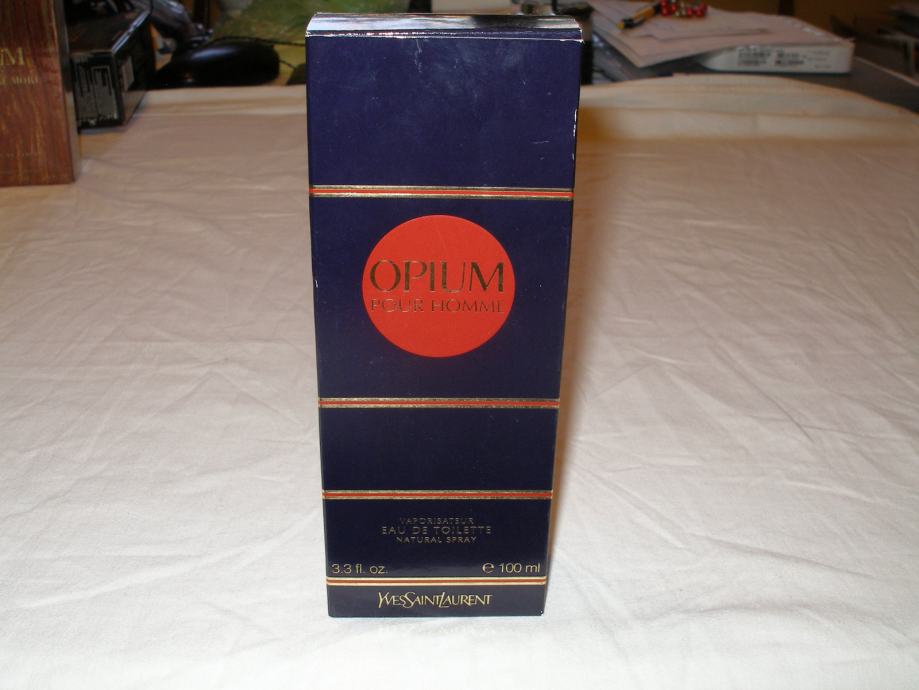 OPIUM
POUR HOMME
VAPORISATEUR
EAU DE TOILETTE
NATURAL SPRAY
3.3 fl. oz. ℮ 100 ml
YVESSAINTLAURENT